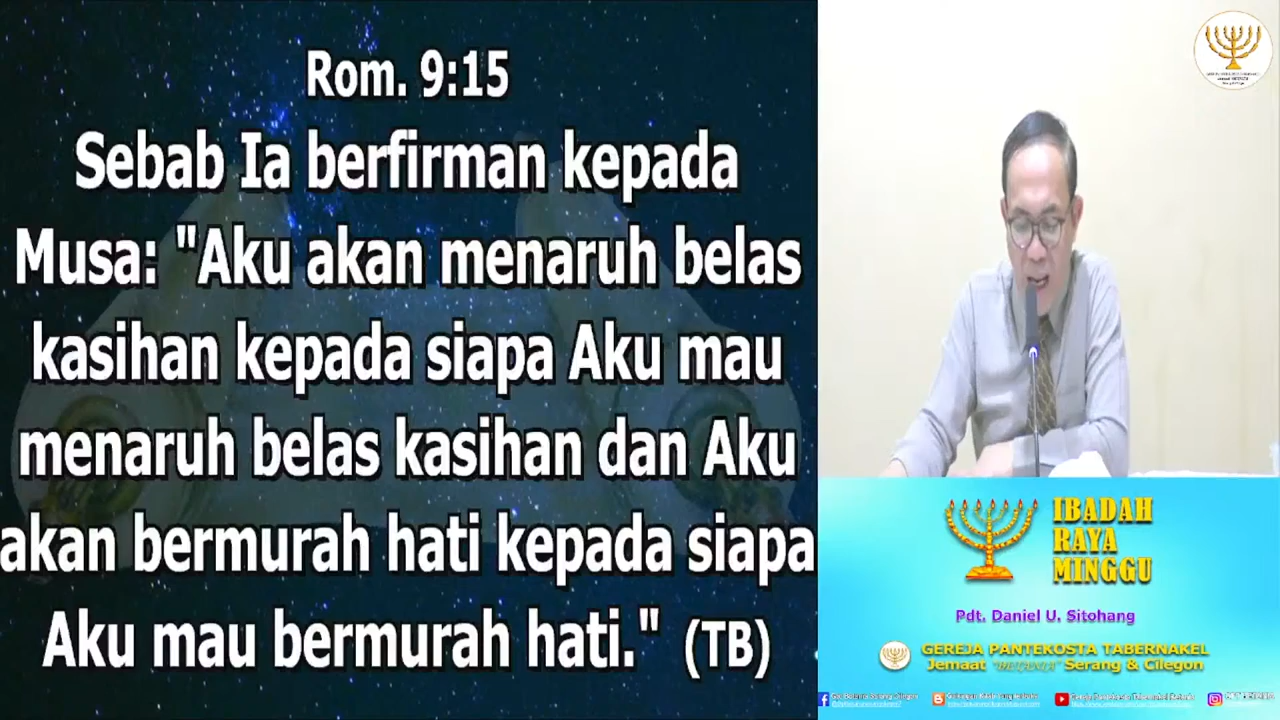 Rom. 9:15
Sebab Ia berfirman kepada
Musa: "Aku akan menaruh belas
kasihan kepada siapa Aku mau
menaruh belas kasihan dan Aku
akan bermurah hati kepada siapa
Aku mau bermurah hati." (TB)
IBADAH
RAYA
MINGGU
Pdt. Daniel U. Sitohang
GEREJA PANTEKOSTA TABERNAKEL
Jemaat "BETANIA" Serang & Cilegon